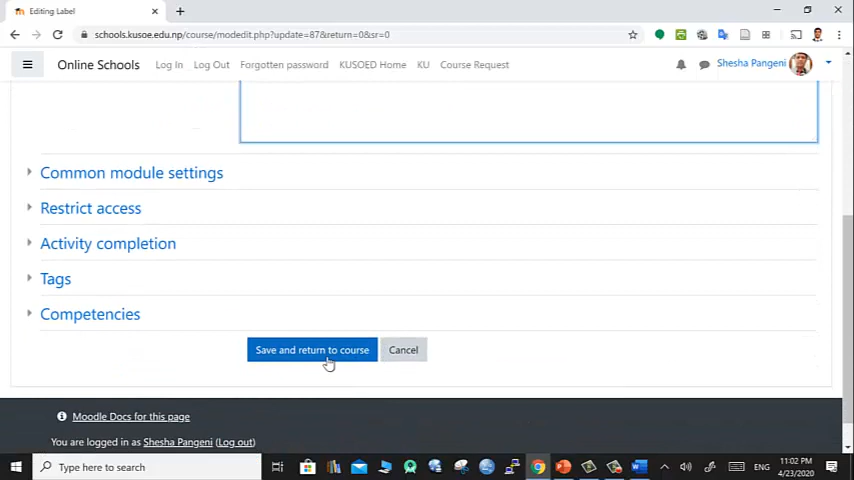 Editing Label
schools.kusoe.edu.np/course/modedit.php?update=87&return=0&sr=0
Online Schools Log In Log Out Forgotten password KUSOED Home KU Course Request Shesha Pangeni
Common module settings
Restrict access
Activity completion
Tags
Competencies
Save and return to course Cancel
Moodle Docs for this page
You are logged in as Shesha Pangeni (Log out)
Type here to search ENG 11:02 PM
4/23/2020